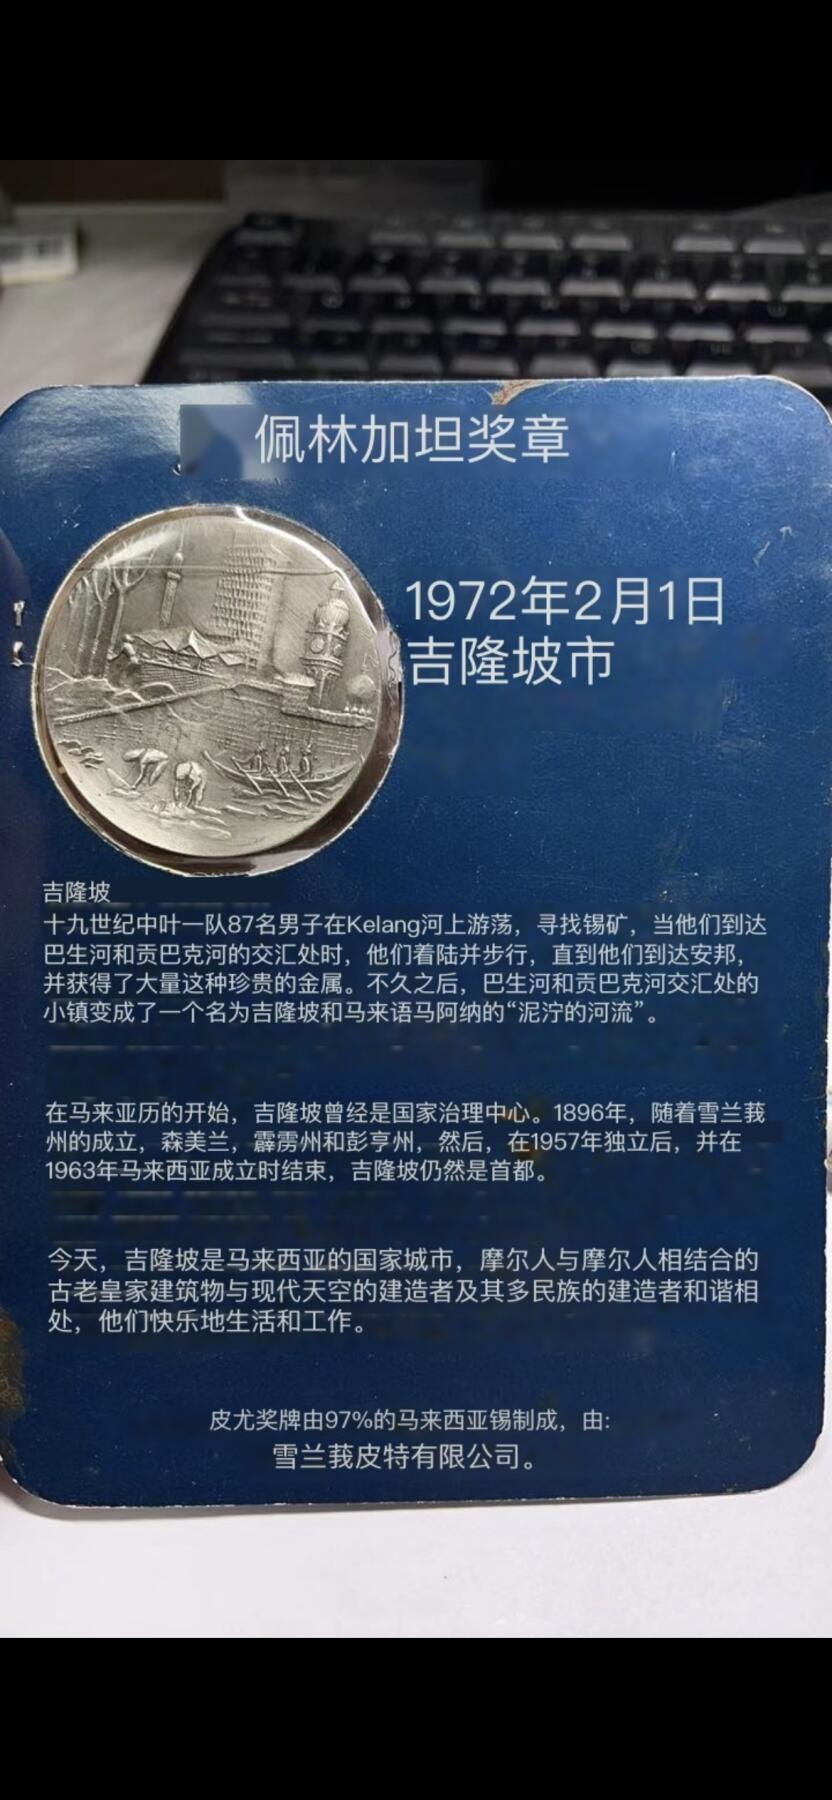 佩林加坦奖章
1972年2月1日
吉隆坡市
吉隆坡
十九世纪中叶一队87名男子在Kelang河上游荡，寻找锡矿，当他们到达
巴生河和贡巴克河的交汇处时，他们着陆并步行，直到他们到达安邦，
并获得了大量这种珍贵的金属。不久之后，巴生河和贡巴克河交汇处的
小镇变成了一个名为吉隆坡和马来语马阿纳的“泥泞的河流”。
在马来亚历的开始，吉隆坡曾经是国家治理中心。1896年，随着雪兰莪
州的成立，森美兰，霹雳州和彭亨州，然后，在1957年独立后，并在
1963年马来西亚成立时结束，吉隆坡仍然是首都。
今天，吉隆坡是马来西亚的国家城市，摩尔人与摩尔人相结合的
古老皇家建筑物与现代天空的建造者及其多民族的建造者和谐相
处，他们快乐地生活和工作。
皮尤奖牌由97%的马来西亚锡制成，由:
雪兰莪皮特有限公司。